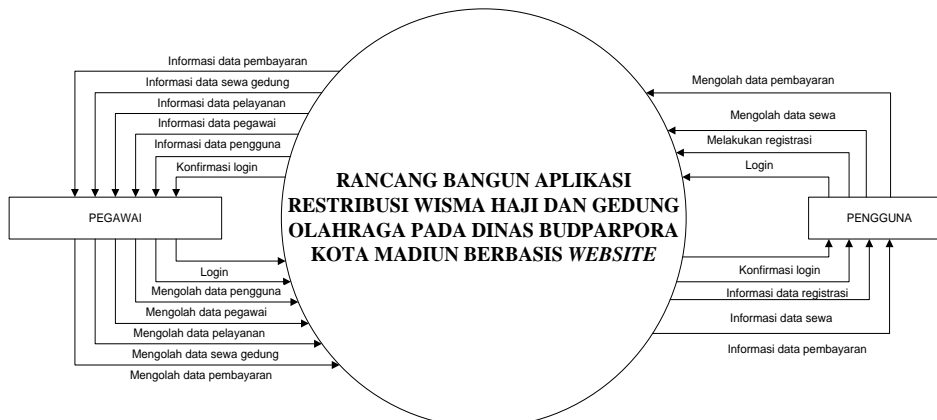 Informasi data pembayaran
Informasi data sewa gedung
Informasi data pelayanan
Informasi data pegawai
Informasi data pengguna
Konfirmasi login
PEGAWAI
Login
Mengolah data pengguna
Mengolah data pegawai
Mengolah data pelayanan
Mengolah data sewa gedung
Mengolah data pembayaran
RANCANG BANGUN APLIKASI
RESTRIBUSI WISMA HAJI DAN GEDUNG
OLAHRAGA PADA DINAS BUDPARPORA
KOTA MADIUN BERBASIS WEBSITE
Mengolah data pembayaran
Mengolah data sewa
Melakukan registrasi
Login
PENGGUNA
Konfirmasi login
Informasi data registrasi
Informasi data sewa
Informasi data pembayaran